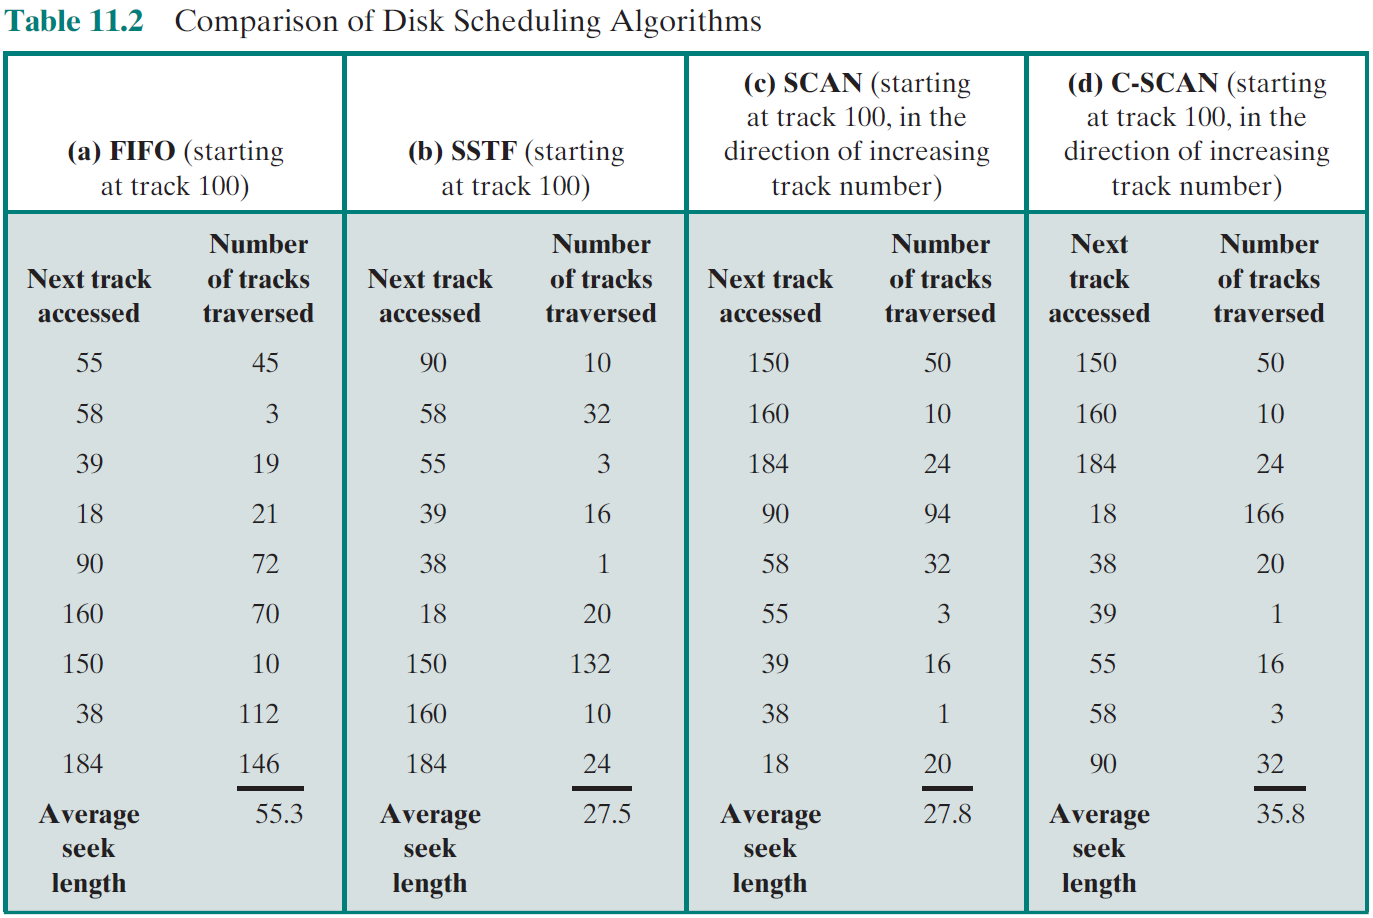 Table 11.2 Comparison of Disk Scheduling Algorithms
(a) FIFO (starting
at track 100)
(b) SSTF (starting
at track 100)
(c) SCAN (starting
at track 100, in the
direction of increasing
track number)
(d) C-SCAN (starting
at track 100, in the
direction of increasing
track number)
Next track
accessed
Number
of tracks
traversed
Next track
accessed
Number
of tracks
traversed
Next track
accessed
Number
of tracks
traversed
Next
track
accessed
Number
of tracks
traversed
55 45 90 10 150 50 150 50
58 3 58 32 160 10 160 10
39 19 55 3 184 24 184 24
18 21 39 16 90 94 18 166
90 72 38 1 58 32 38 20
160 70 18 20 55 3 39 1
150 10 150 132 39 16 55 16
38 112 160 10 38 1 58 3
184 146 184 24 18 20 90 32
Average
seek
length
55.3
Average
seek
length
27.5
Average
seek
length
27.8
Average
seek
length
35.8